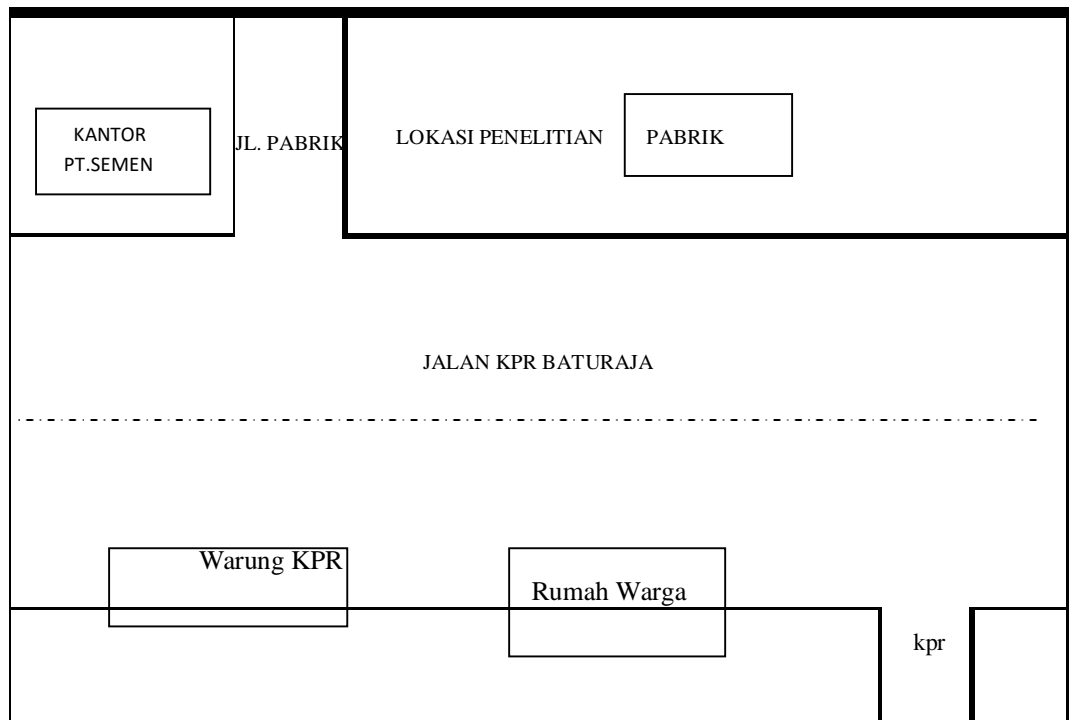 KANTOR
PT.SEMEN
JL. PABRIK
LOKASI PENELITIAN
PABRIK
JALAN KPR BATURAJA
Warung KPR
Rumah Warga
kpr